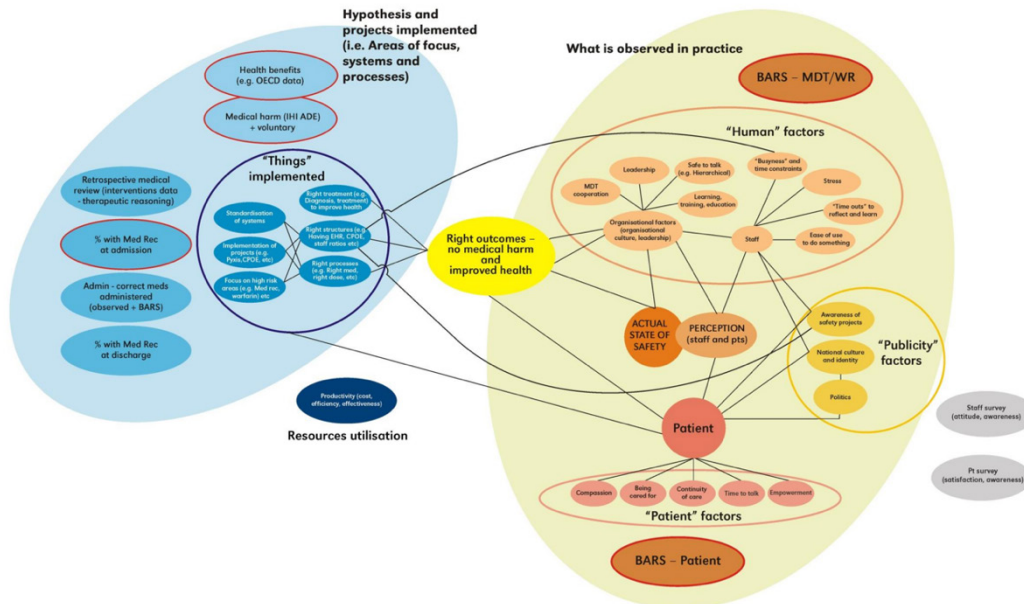 Hypothesis and
projects implemented
(i.e. Areas of focus,
systems and
processes)
Health benefits
(e.g. OECD data)
Medical harm (IHI ADE)
+ voluntary
"Things"
implemented
Retrospective medical
review (interventions data
- therapeutic reasoning)
% with Med Rec
at admission
Admin - correct meds
administered
(observed + BARS)
% with Med Rec
at discharge
Standardisation
of systems
Implementation of
projects (e.g.
Pyxis,CPOE, etc)
Focus on high risk
areas (e.g. Med rec,
warfarin) etc
Right treatment (e.g.
Diagnosis, treatment)
to improve health
Right structures (e.g
Having EHR, CPOE,
staff ratios etc)
Right processes
(e.g. Right med,
right dose, etc)
Productivity (cost,
efficiency, effectiveness)
Resources utilisation
Right outcomes –
no medical harm
and
improved health
What is observed in practice
BARS – MDT/WR
"Human" factors
Leadership
Safe to talk
(e.g. Hierarchical)
MDT
cooperation
Learning,
training, education
Organisational factors
(organisational
culture, leadership)
"Busyness" and
time constraints
Stress
"Time outs" to
reflect and learn
Staff
Ease of use
to do something
ACTUAL
STATE OF
SAFETY
PERCEPTION
(staff and pts)
Awareness of
safety projects
National culture
and identity
Politics
"Publicity"
factors
Patient
Compassion
Being
cared for
Continuity
of care
Time to talk
Empowerment
"Patient" factors
BARS – Patient
Staff survey
(attitude, awareness)
Pt survey
(satisfaction, awareness)